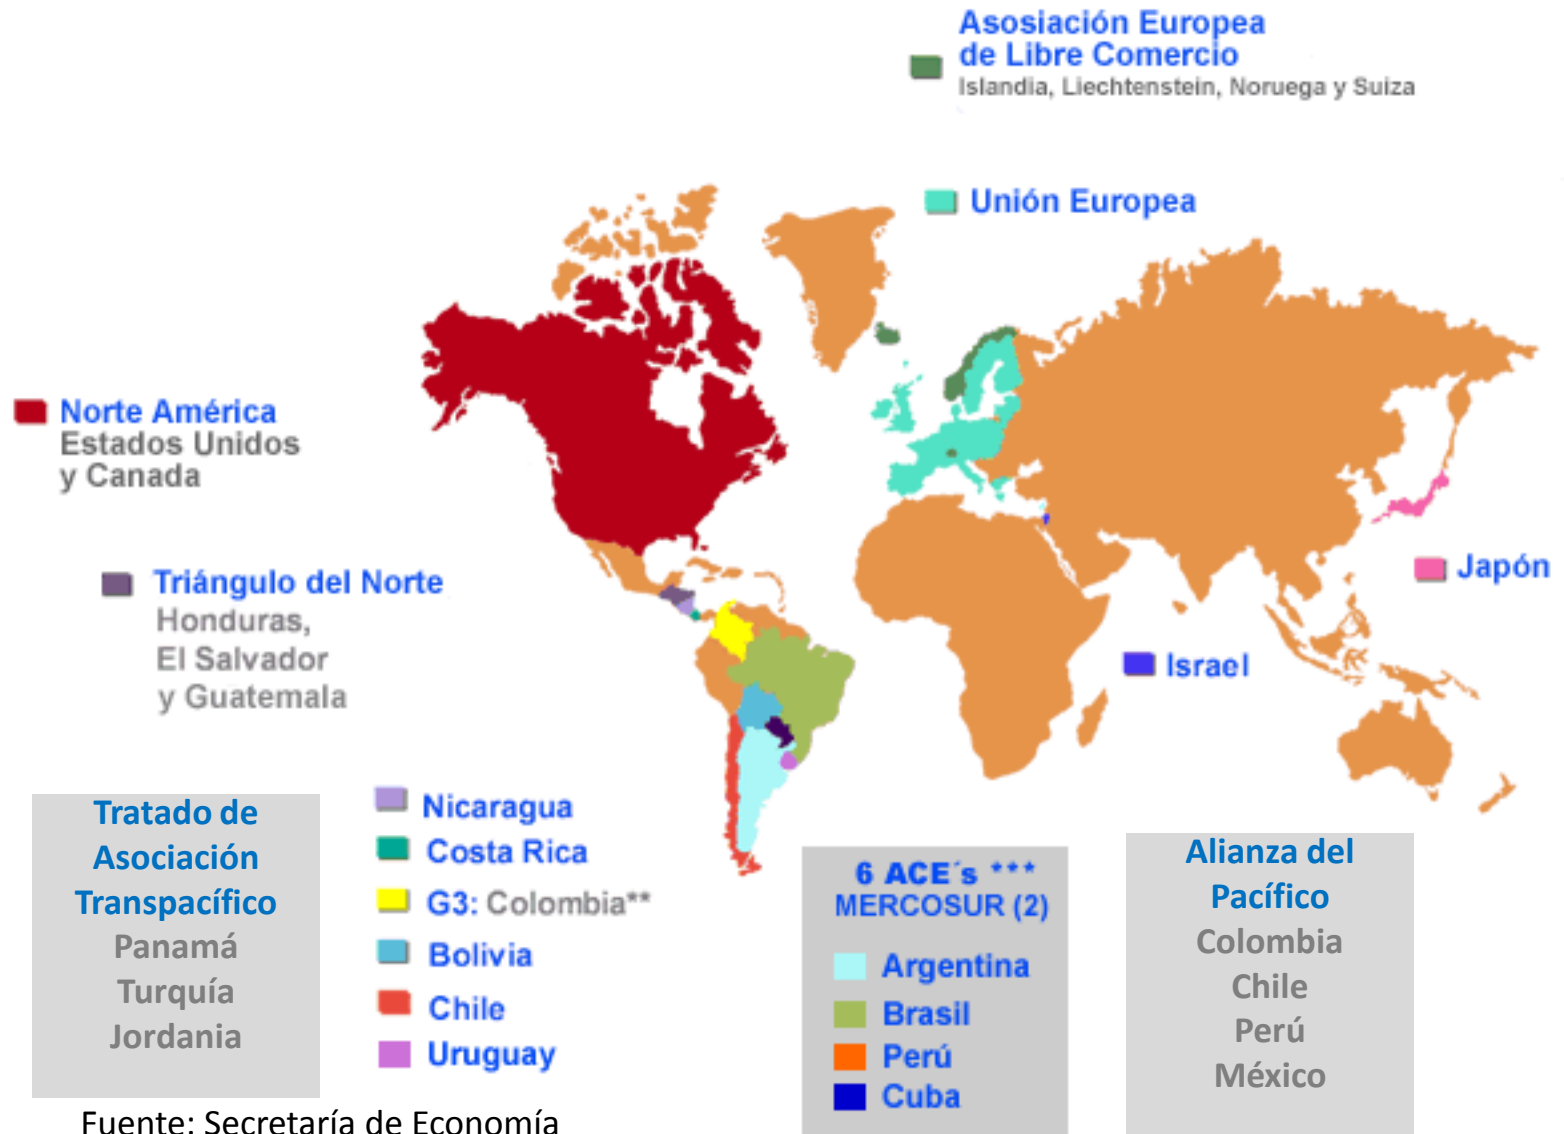 Asosiación Europea
de Libre Comercio
Islandia, Liechtenstein, Noruega y Suiza
Unión Europea
Norte América
Estados Unidos
y Canada
Triángulo del Norte
Honduras,
El Salvador
y Guatemala
Japón
Israel
Tratado de
Asociación
Transpacífico
Panamá
Turquía
Jordania
Nicaragua
Costa Rica
G3: Colombia**
Bolivia
Chile
Uruguay
6 ACE´s ***
MERCOSUR (2)
Argentina
Brasil
Perú
Cuba
Alianza del
Pacífico
Colombia
Chile
Perú
México
Fuente: Secretaría de Economía